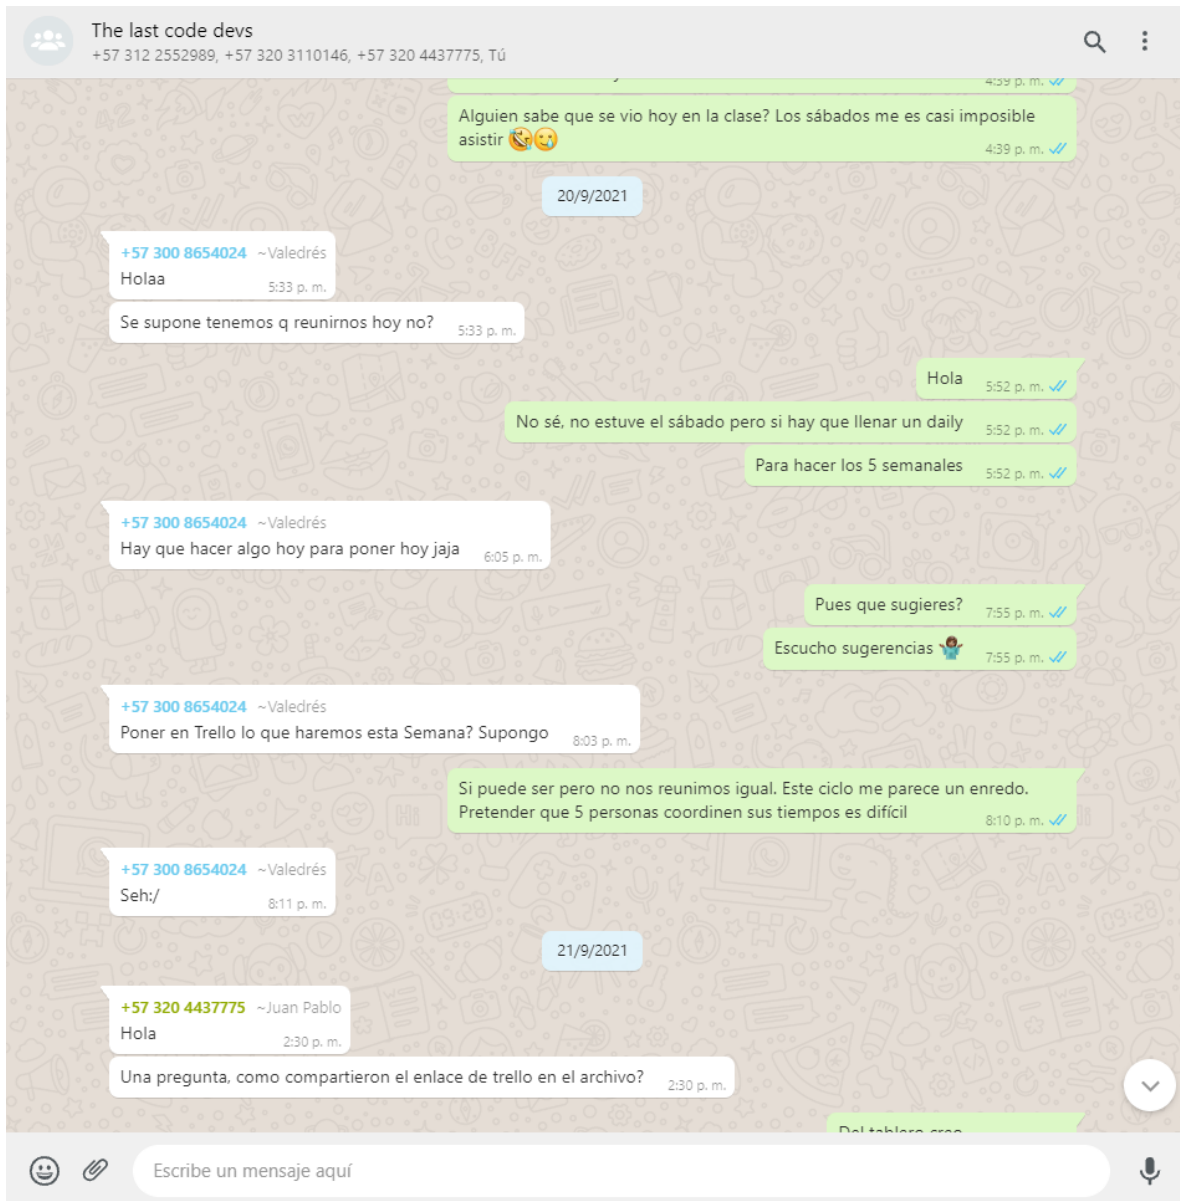 The last code devs
+57 312 2552989, +57 320 3110146, +57 320 4437775, Tú
4:39 p. m.
Alguien sabe que se vio hoy en la clase? Los sábados me es casi imposible
asistir 🤣🥲
4:39 p. m.
20/9/2021
+57 300 8654024 ~Valedrés
Holaa
5:33 p. m.
Se supone tenemos q reunirnos hoy no? 5:33 p. m.
Hola 5:52 p. m.
No sé, no estuve el sábado pero si hay que llenar un daily 5:52 p. m.
Para hacer los 5 semanales 5:52 p. m.
+57 300 8654024 ~Valedrés
Hay que hacer algo hoy para poner hoy jaja 6:05 p. m.
Pues que sugieres? 7:55 p. m.
Escucho sugerencias 🤷🏽‍♀️ 7:55 p. m.
+57 300 8654024 ~Valedrés
Poner en Trello lo que haremos esta Semana? Supongo 8:03 p. m.
Si puede ser pero no nos reunimos igual. Este ciclo me parece un enredo.
Pretender que 5 personas coordinen sus tiempos es difícil 8:10 p. m.
+57 300 8654024 ~Valedrés
Seh:/ 8:11 p. m.
21/9/2021
+57 320 4437775 ~Juan Pablo
Hola 2:30 p. m.
Una pregunta, como compartieron el enlace de trello en el archivo? 2:30 p. m.
Del tablero creo
Escribe un mensaje aquí